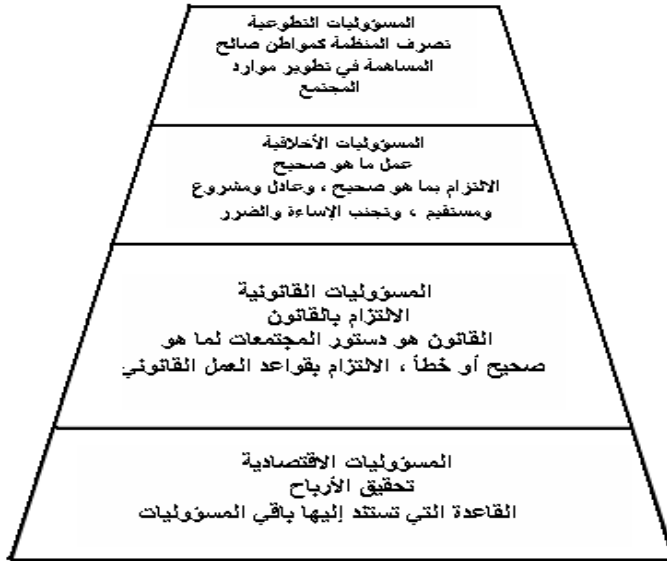 المسؤوليات التطوعية
تصرف المنظمة كمواطن صالح
المساهمة في تطوير موارد
المجتمع
المسؤوليات الأخلاقية
عمل ما هو صحيح
الالتزام بما هو صحيح ، وعادل ومشروع
ومستقيم ، وتجنب الإساءة والضرر
المسؤوليات القانونية
الالتزام بالقانون
القانون هو دستور المجتمعات لما هو
صحيح أو خطأ ، الالتزام بقواعد العمل القانوني
المسؤوليات الاقتصادية
تحقيق الأرباح
القاعدة التي تستند إليها باقي المسؤوليات